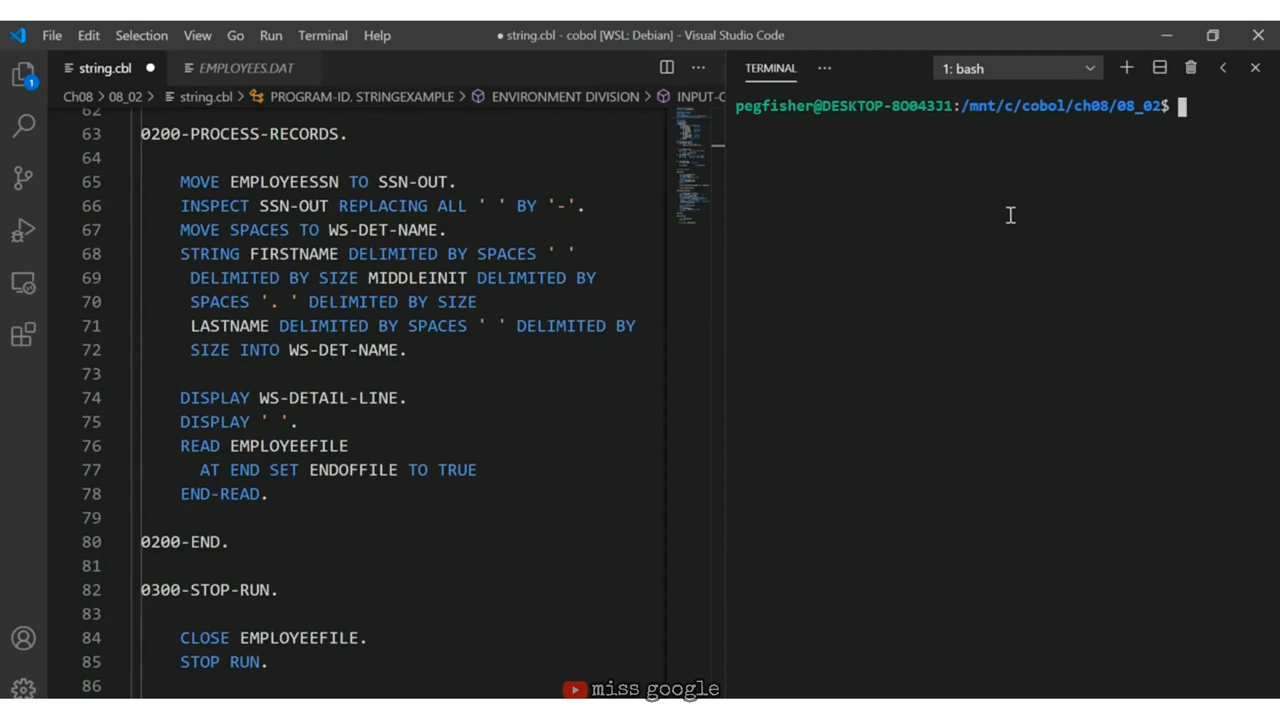 File Edit Selection View Go Run Terminal Help ● string.cbl - cobol [WSL: Debian] - Visual Studio Code
string.cbl ● EMPLOYEES.DAT
Ch08 > 08_02 > string.cbl > PROGRAM-ID. STRINGEXAMPLE > ENVIRONMENT DIVISION > INPUT-C
62
63 0200-PROCESS-RECORDS.
64
65 MOVE EMPLOYEESSN TO SSN-OUT.
66 INSPECT SSN-OUT REPLACING ALL ' ' BY '-'.
67 MOVE SPACES TO WS-DET-NAME.
68 STRING FIRSTNAME DELIMITED BY SPACES ' '
69 DELIMITED BY SIZE MIDDLEINIT DELIMITED BY
70 SPACES '. ' DELIMITED BY SIZE
71 LASTNAME DELIMITED BY SPACES ' ' DELIMITED BY
72 SIZE INTO WS-DET-NAME.
73
74 DISPLAY WS-DETAIL-LINE.
75 DISPLAY ' '.
76 READ EMPLOYEEFILE
77 AT END SET ENDOFFILE TO TRUE
78 END-READ.
79
80 0200-END.
81
82 0300-STOP-RUN.
83
84 CLOSE EMPLOYEEFILE.
85 STOP RUN.
86
1
TERMINAL ··· 1: bash
pegfisher@DESKTOP-8O043J1:/mnt/c/cobol/ch08/08_02$
miss google